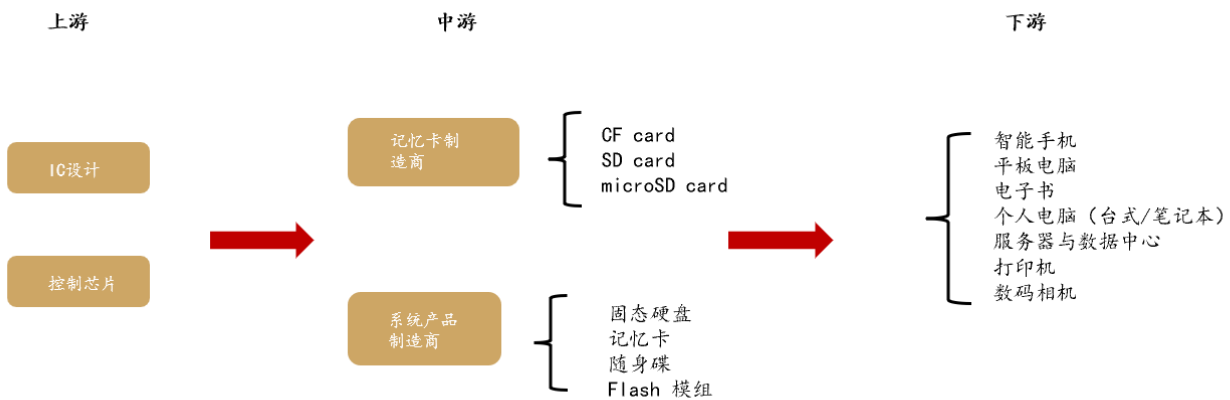 上游
中游
下游
IC设计
控制芯片
记忆卡制
造商
CF card
SD card
microSD card
系统产品
制造商
固态硬盘
记忆卡
随身碟
Flash 模组
智能手机
平板电脑
电子书
个人电脑（台式/笔记本）
服务器与数据中心
打印机
数码相机